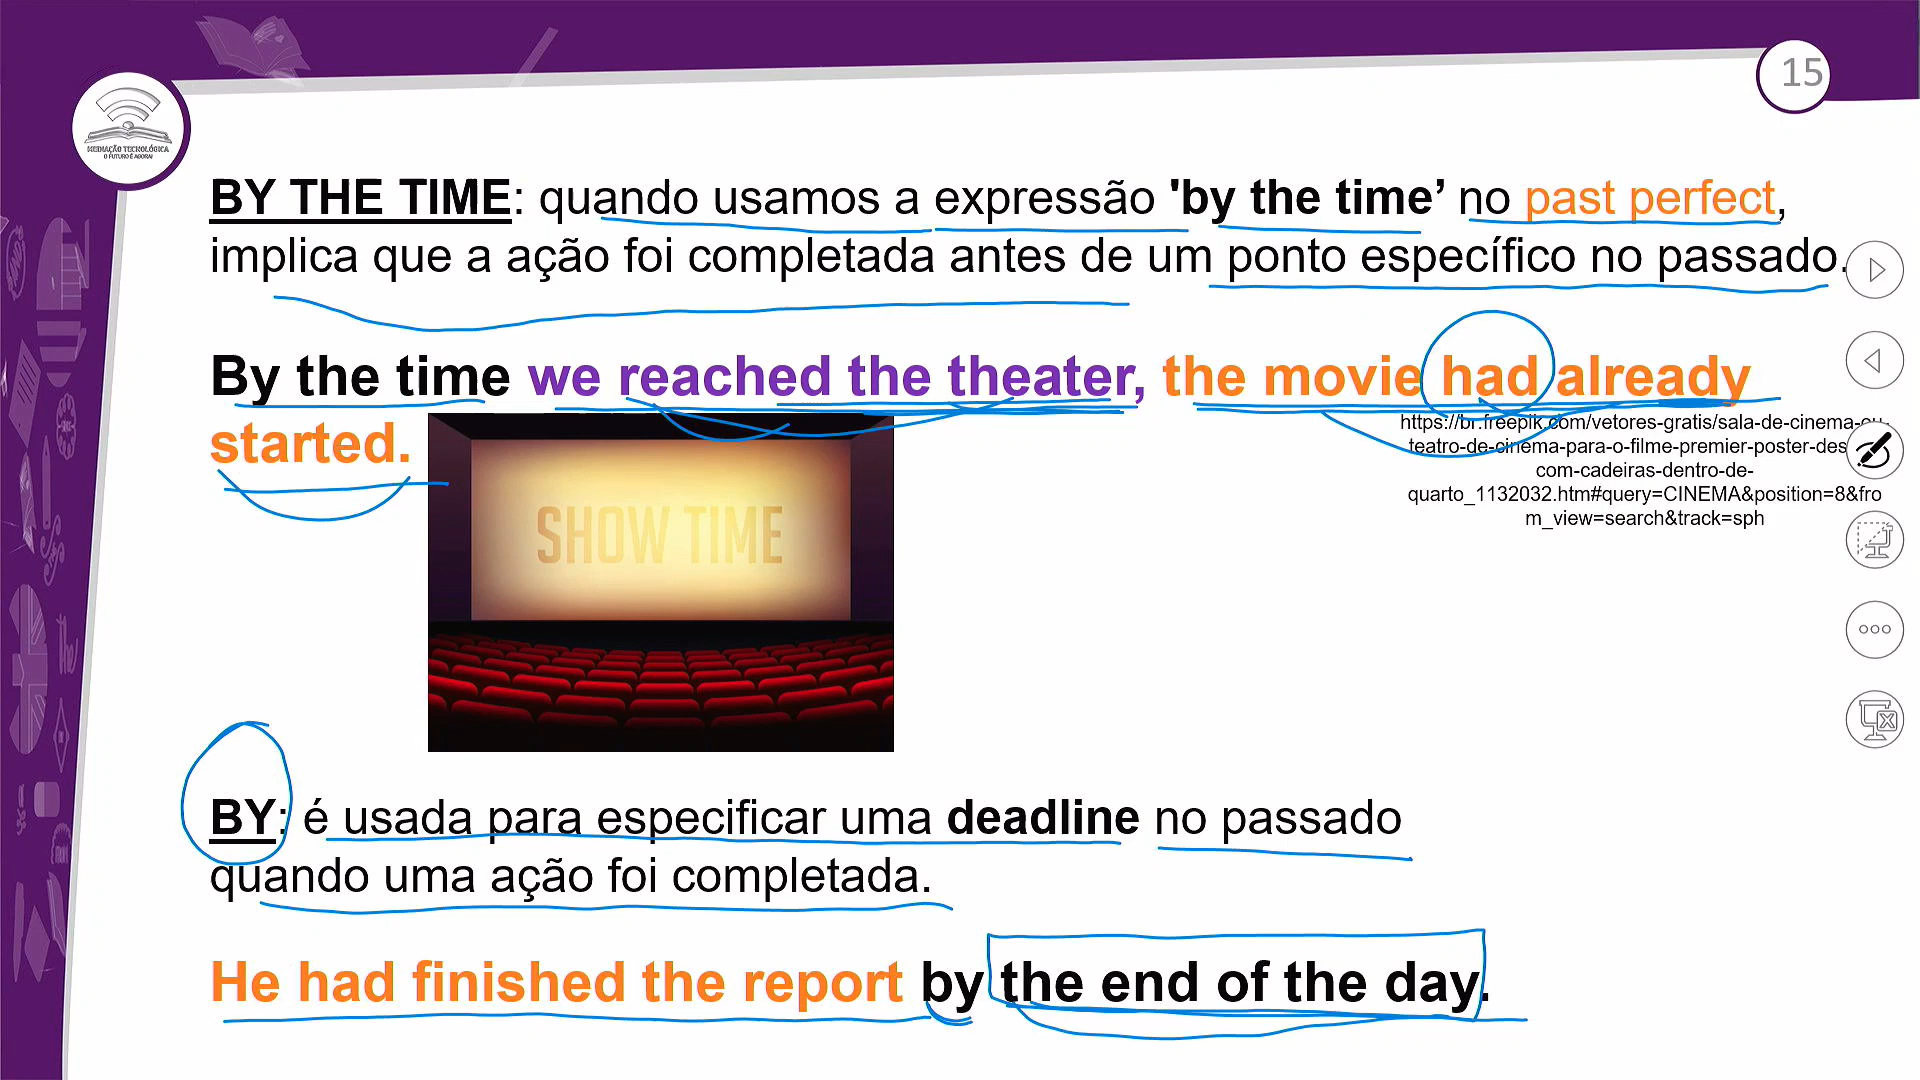 15
MEDIAÇÃO TECNOLÓGICA
O FUTURO É AGORA!
BY THE TIME: quando usamos a expressão 'by the time’ no past perfect,
implica que a ação foi completada antes de um ponto específico no passado.
By the time we reached the theater, the movie had already
started.
https://br.freepik.com/vetores-gratis/sala-de-cinema-ou-
teatro-de-cinema-para-o-filme-premier-poster-des
com-cadeiras-dentro-de-
quarto_1132032.htm#query=CINEMA&position=8&fro
m_view=search&track=sph
SHOW TIME
BY: é usada para especificar uma deadline no passado
quando uma ação foi completada.
He had finished the report by the end of the day.